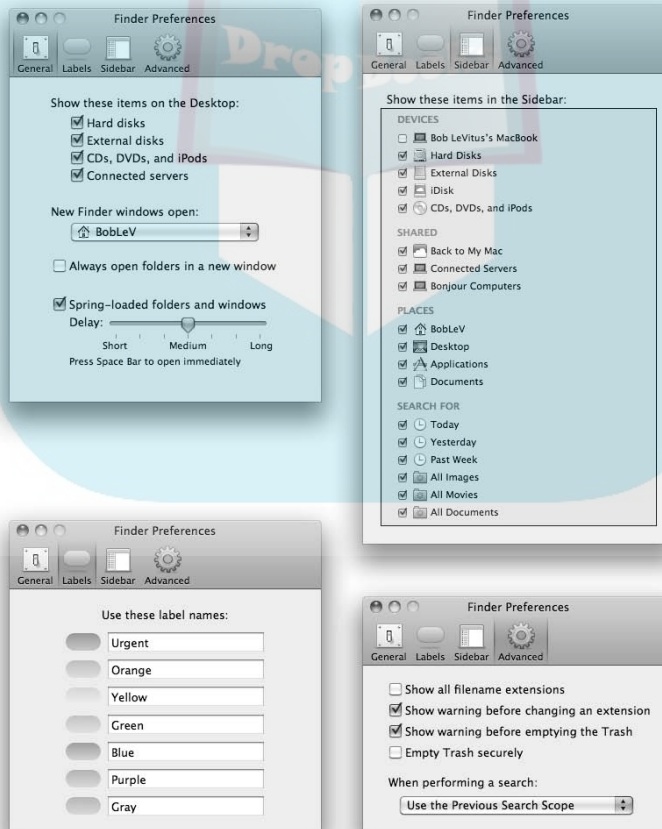 Finder Preferences
General Labels Sidebar Advanced
Show these items on the Desktop:
Hard disks
External disks
CDs, DVDs, and iPods
Connected servers
New Finder windows open:
BobLeV
Always open folders in a new window
Spring-loaded folders and windows
Delay:
Short Medium Long
Press Space Bar to open immediately
Finder Preferences
General Labels Sidebar Advanced
Show these items in the Sidebar:
DEVICES
Bob LeVitus's MacBook
Hard Disks
External Disks
iDisk
CDs, DVDs, and iPods
SHARED
Back to My Mac
Connected Servers
Bonjour Computers
PLACES
BobLeV
Desktop
Applications
Documents
SEARCH FOR
Today
Yesterday
Past Week
All Images
All Movies
All Documents
Finder Preferences
General Labels Sidebar Advanced
Use these label names:
Urgent
Orange
Yellow
Green
Blue
Purple
Gray
Finder Preferences
General Labels Sidebar Advanced
Show all filename extensions
Show warning before changing an extension
Show warning before emptying the Trash
Empty Trash securely
When performing a search:
Use the Previous Search Scope